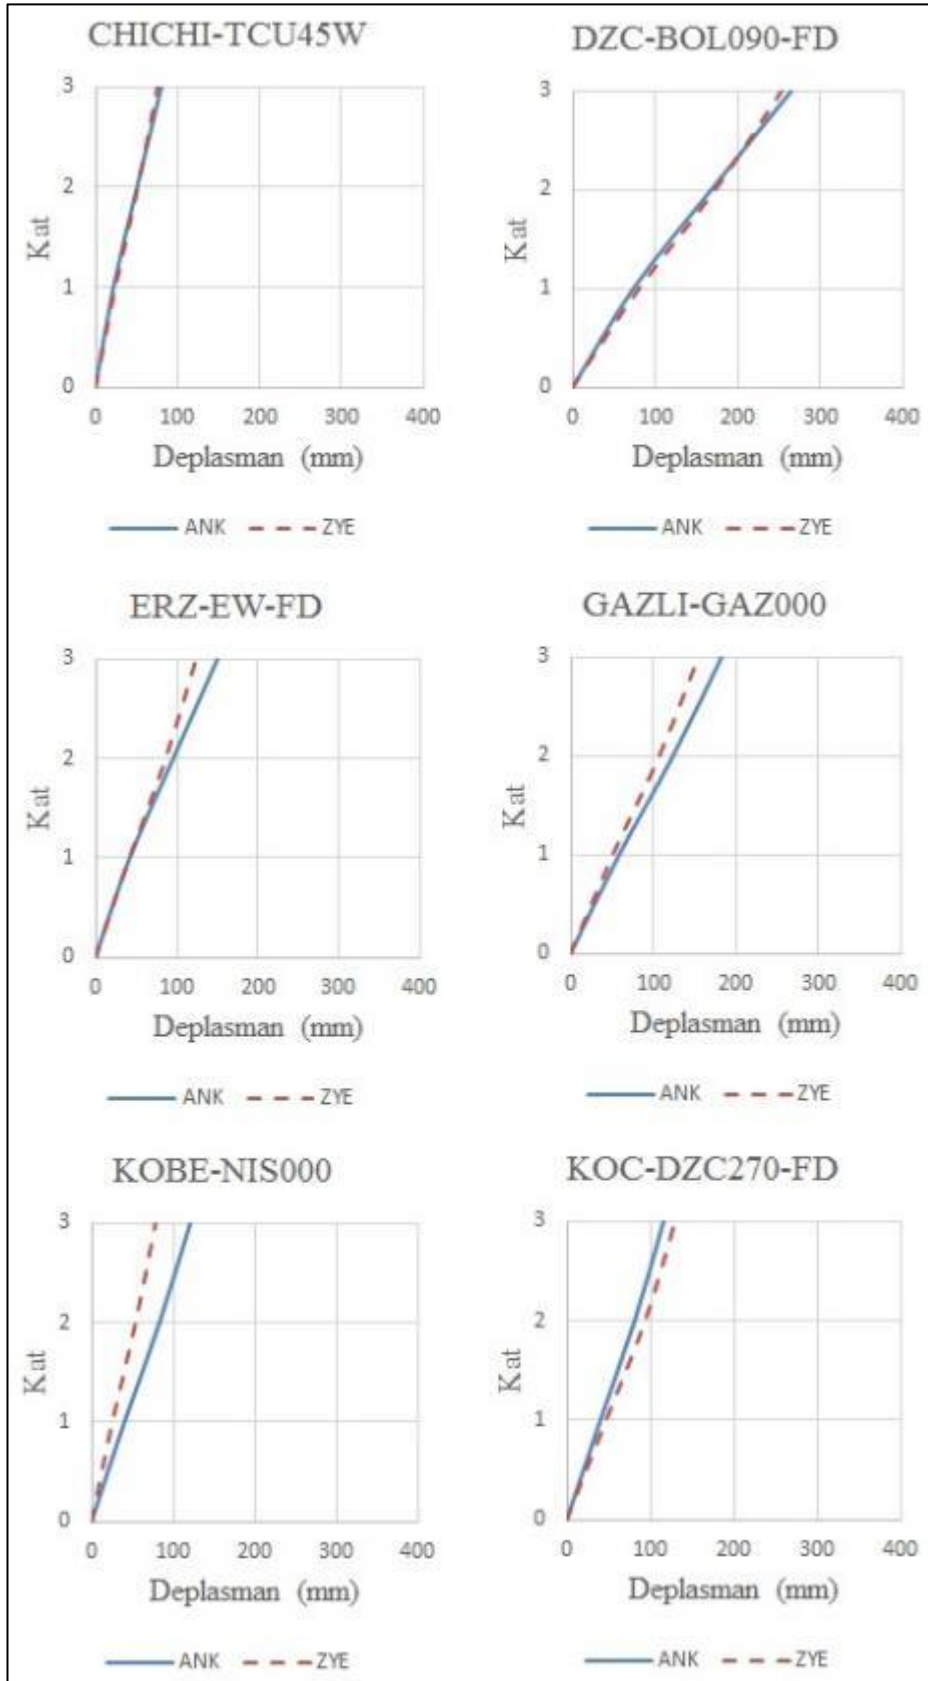 CHICHI-TCU45W
3
2
1
0
Kat
0 100 200 300 400
Deplasman (mm)
ANK ZYE
DZC-BOL090-FD
3
2
1
0
Kat
0 100 200 300 400
Deplasman (mm)
ANK ZYE
ERZ-EW-FD
3
2
1
0
Kat
0 100 200 300 400
Deplasman (mm)
ANK ZYE
GAZLI-GAZ000
3
2
1
0
Kat
0 100 200 300 400
Deplasman (mm)
ANK ZYE
KOBE-NIS000
3
2
1
0
Kat
0 100 200 300 400
Deplasman (mm)
ANK ZYE
KOC-DZC270-FD
3
2
1
0
Kat
0 100 200 300 400
Deplasman (mm)
ANK ZYE